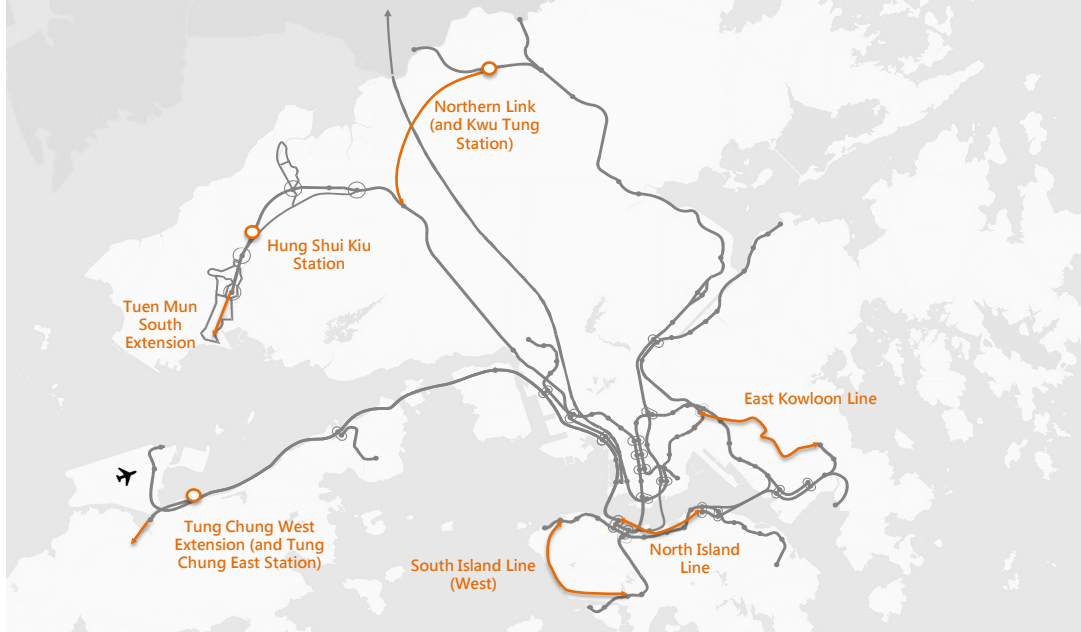 Northern Link
(and Kwu Tung
Station)
Hung Shui Kiu
Station
Tuen Mun
South
Extension
East Kowloon Line
Tung Chung West
Extension (and Tung
Chung East Station)
South Island Line
(West)
North Island
Line